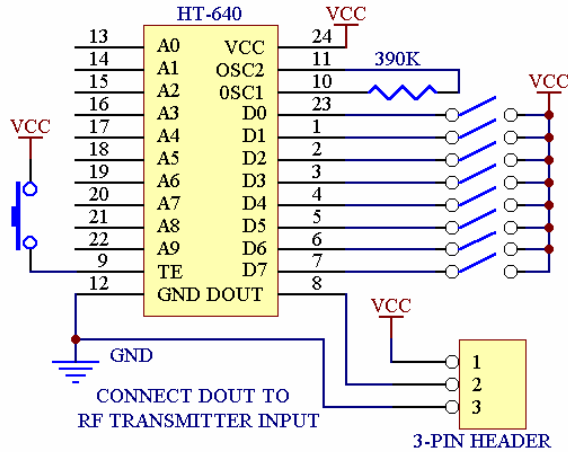 HT-640
13 A0 VCC 24 VCC
14 A1 OSC2 11 390K
15 A2 0SC1 10
16 A3 D0 23 VCC
VCC 17 A4 D1 1
18 A5 D2 2
19 A6 D3 3
20 A7 D4 4
21 A8 D5 5
22 A9 D6 6
9 TE D7 7
12 GND DOUT 8
VCC
GND
1
2
3
CONNECT DOUT TO
RF TRANSMITTER INPUT
3-PIN HEADER